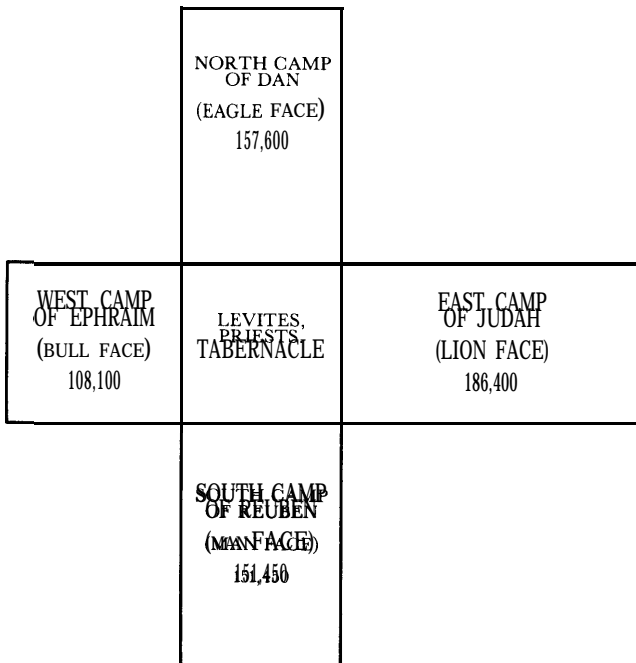 NORTH CAMP
OF DAN
(EAGLE FACE)
157,600
WEST CAMP
OF EPHRAIM
(BULL FACE)
108,100
LEVITES,
PRIESTS,
TABERNACLE
EAST CAMP
OF JUDAH
(LION FACE)
186,400
SOUTH CAMP
OF REUBEN
(MAN FACE)
151,450